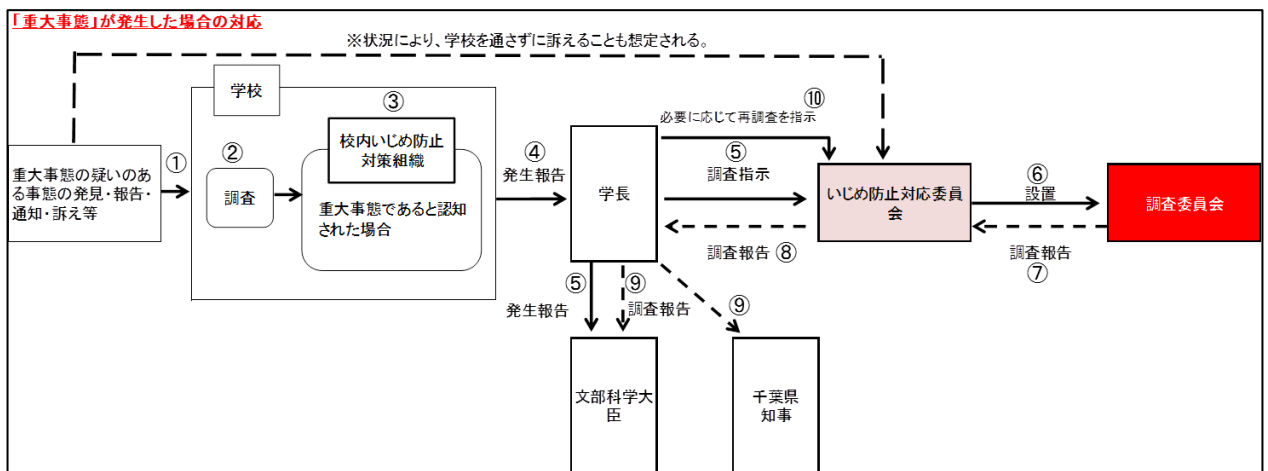 「重大事態」が発生した場合の対応
※状況により、学校を通さずに訴えることも想定される。
学校
③
⑩
必要に応じて再調査を指示
校内いじめ防止
対策組織
①
②
④
⑤
重大事態の疑いのあ
る事態の発見・報告・
通知・訴え等
調査
発生報告
学長
調査指示
いじめ防止対応委員
会
⑥
設置
調査委員会
重大事態であると認知
された場合
調査報告
⑧
調査報告
⑦
⑤
⑨
⑨
発生報告
調査報告
文部科学大
臣
千葉県
知事